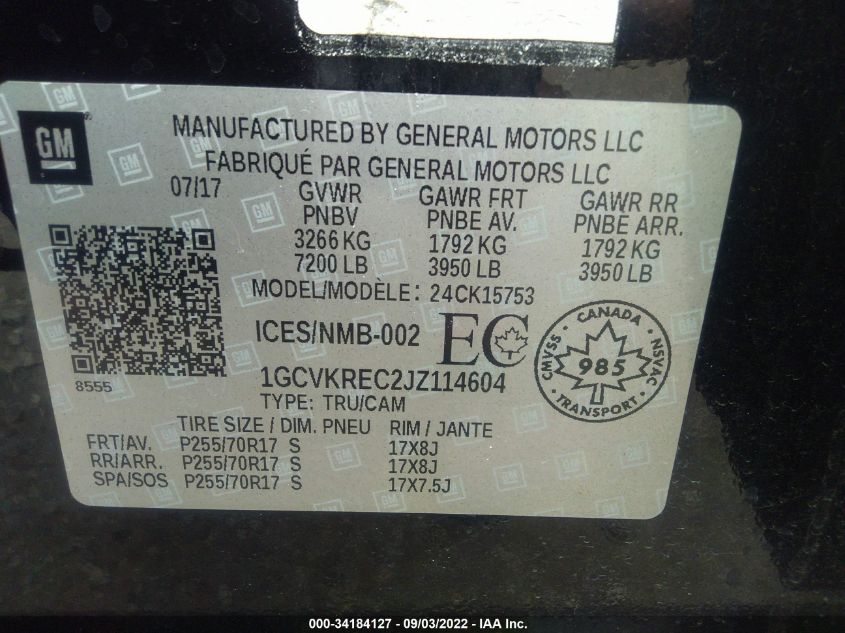 GM
MANUFACTURED BY GENERAL MOTORS LLC
FABRIQUÉ PAR GENERAL MOTORS LLC
07/17 GVWR GAWR FRT GAWR RR
PNBV PNBE AV. PNBE ARR.
3266 KG 1792 KG 1792 KG
7200 LB 3950 LB 3950 LB
MODEL/MODÈLE: 24CK15753
ICES/NMB-002 EC
CANADA
CMVSS 985 NSVAC
TRANSPORT
8555
1GCVKREC2JZ114604
TYPE: TRU/CAM
TIRE SIZE / DIM. PNEU RIM / JANTE
FRT/AV. P255/70R17 S 17X8J
RR/ARR. P255/70R17 S 17X8J
SPA/SOS P255/70R17 S 17X7.5J
000-34184127 - 09/03/2022 - IAA Inc.